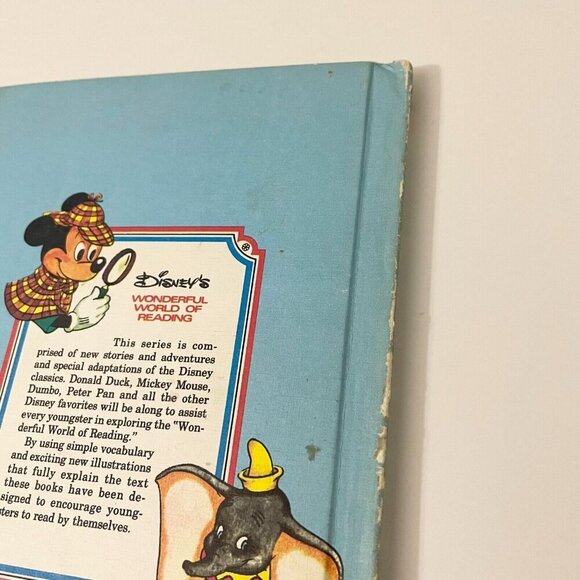 DISNEY'S
WONDERFUL
WORLD OF
READING
This series is com-
prised of new stories and adventures
and special adaptations of the Disney
classics. Donald Duck, Mickey Mouse,
Dumbo, Peter Pan and all the other
Disney favorites will be along to assist
every youngster in exploring the "Won-
derful World of Reading."
By using simple vocabulary
and exciting new illustrations
that fully explain the text
these books have been de-
signed to encourage young-
sters to read by themselves.